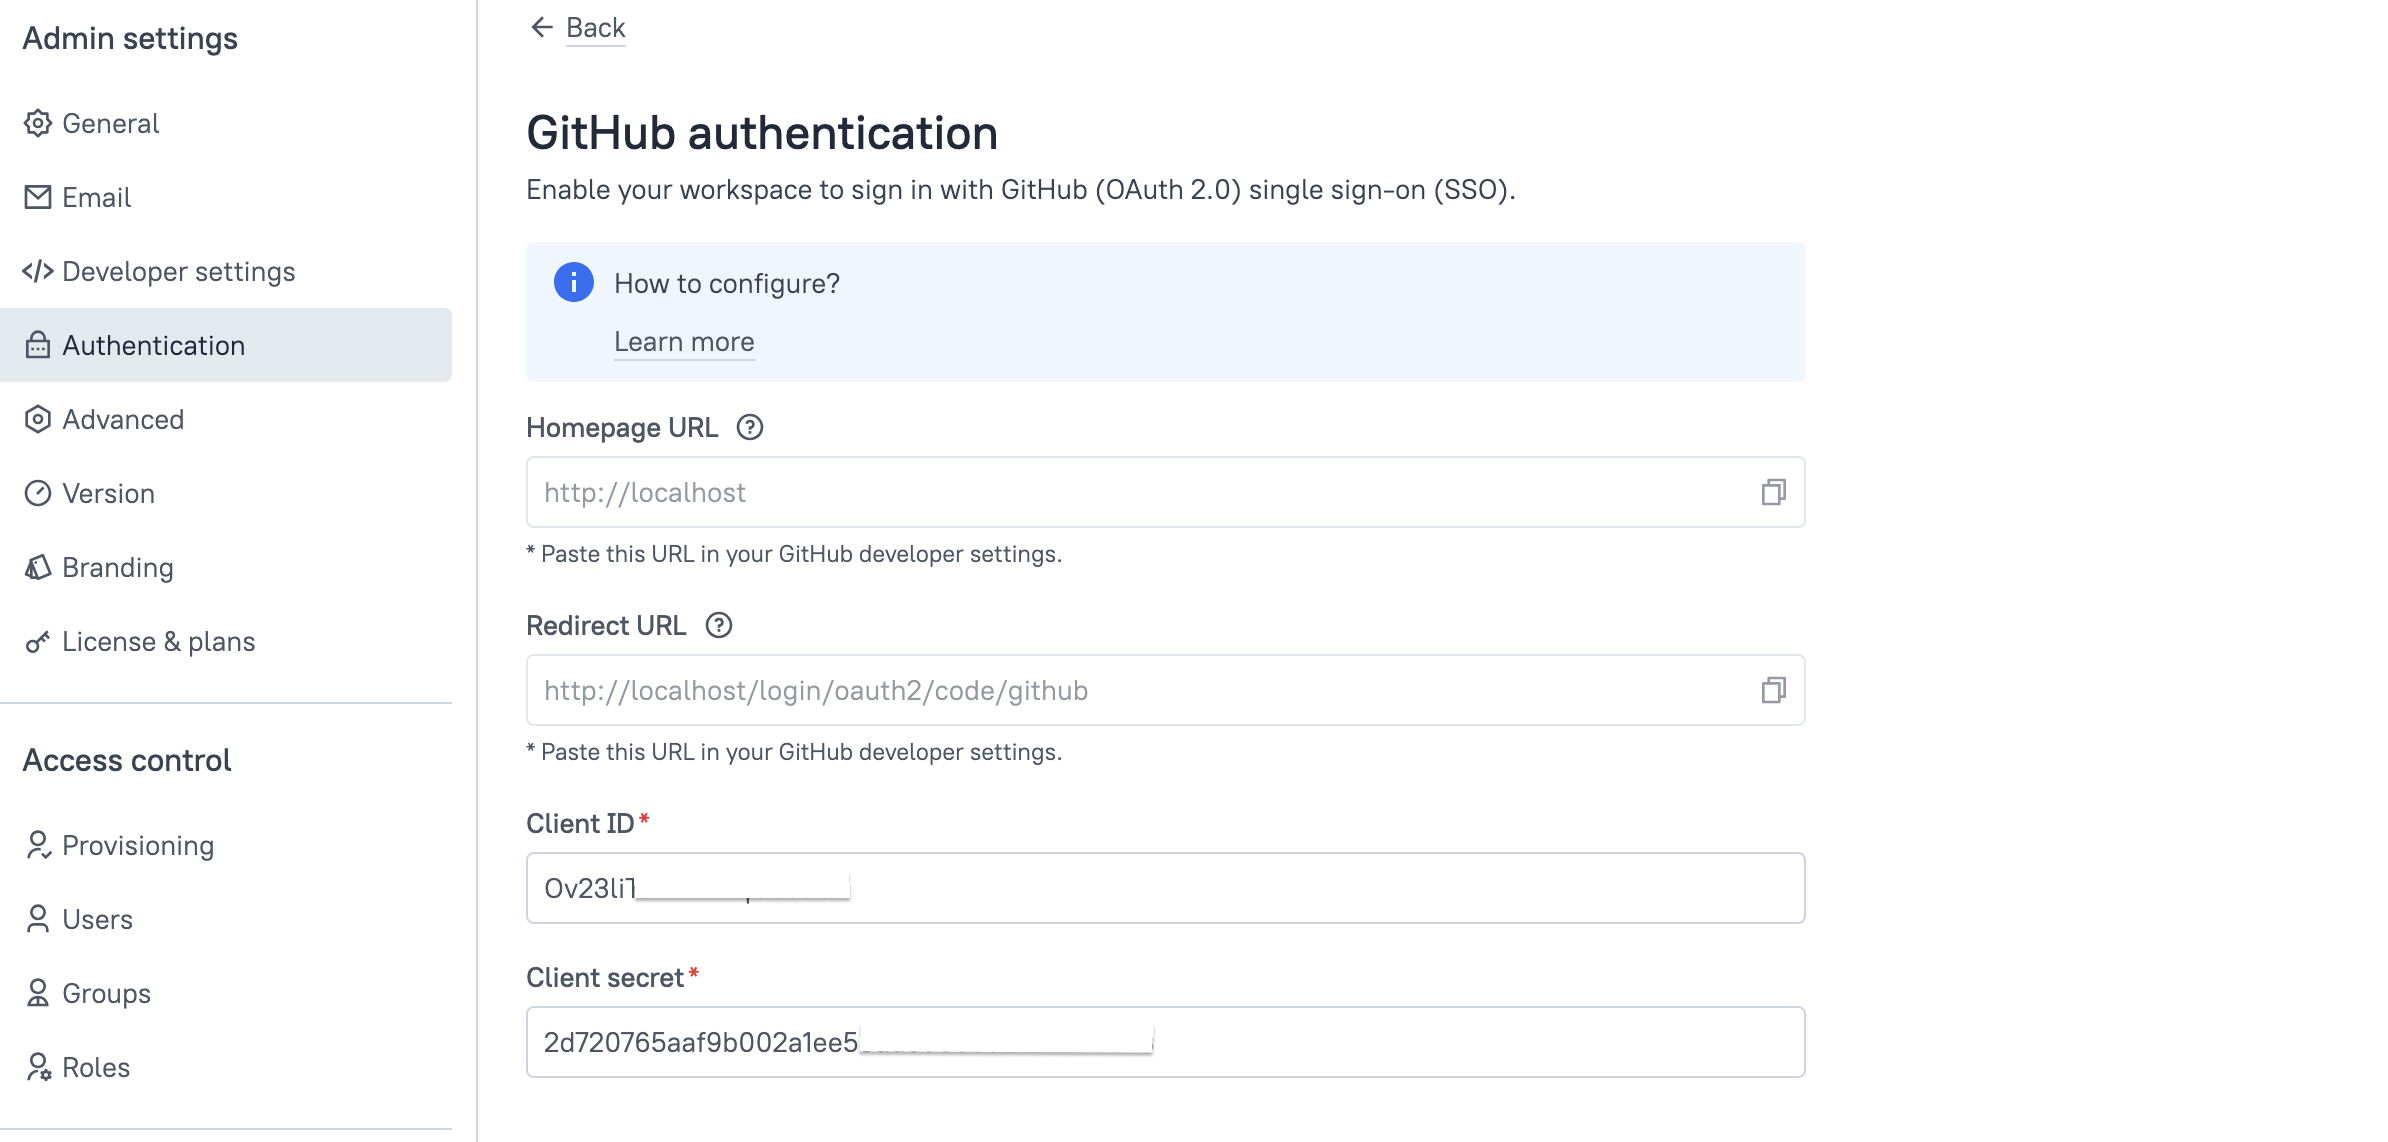 Admin settings
General
Email
Developer settings
Authentication
Advanced
Version
Branding
License & plans
Access control
Provisioning
Users
Groups
Roles
Back
GitHub authentication
Enable your workspace to sign in with GitHub (OAuth 2.0) single sign-on (SSO).
How to configure?
Learn more
Homepage URL
http://localhost
* Paste this URL in your GitHub developer settings.
Redirect URL
http://localhost/login/oauth2/code/github
* Paste this URL in your GitHub developer settings.
Client ID*
Ov23liT
Client secret*
2d720765aaf9b002a1ee5